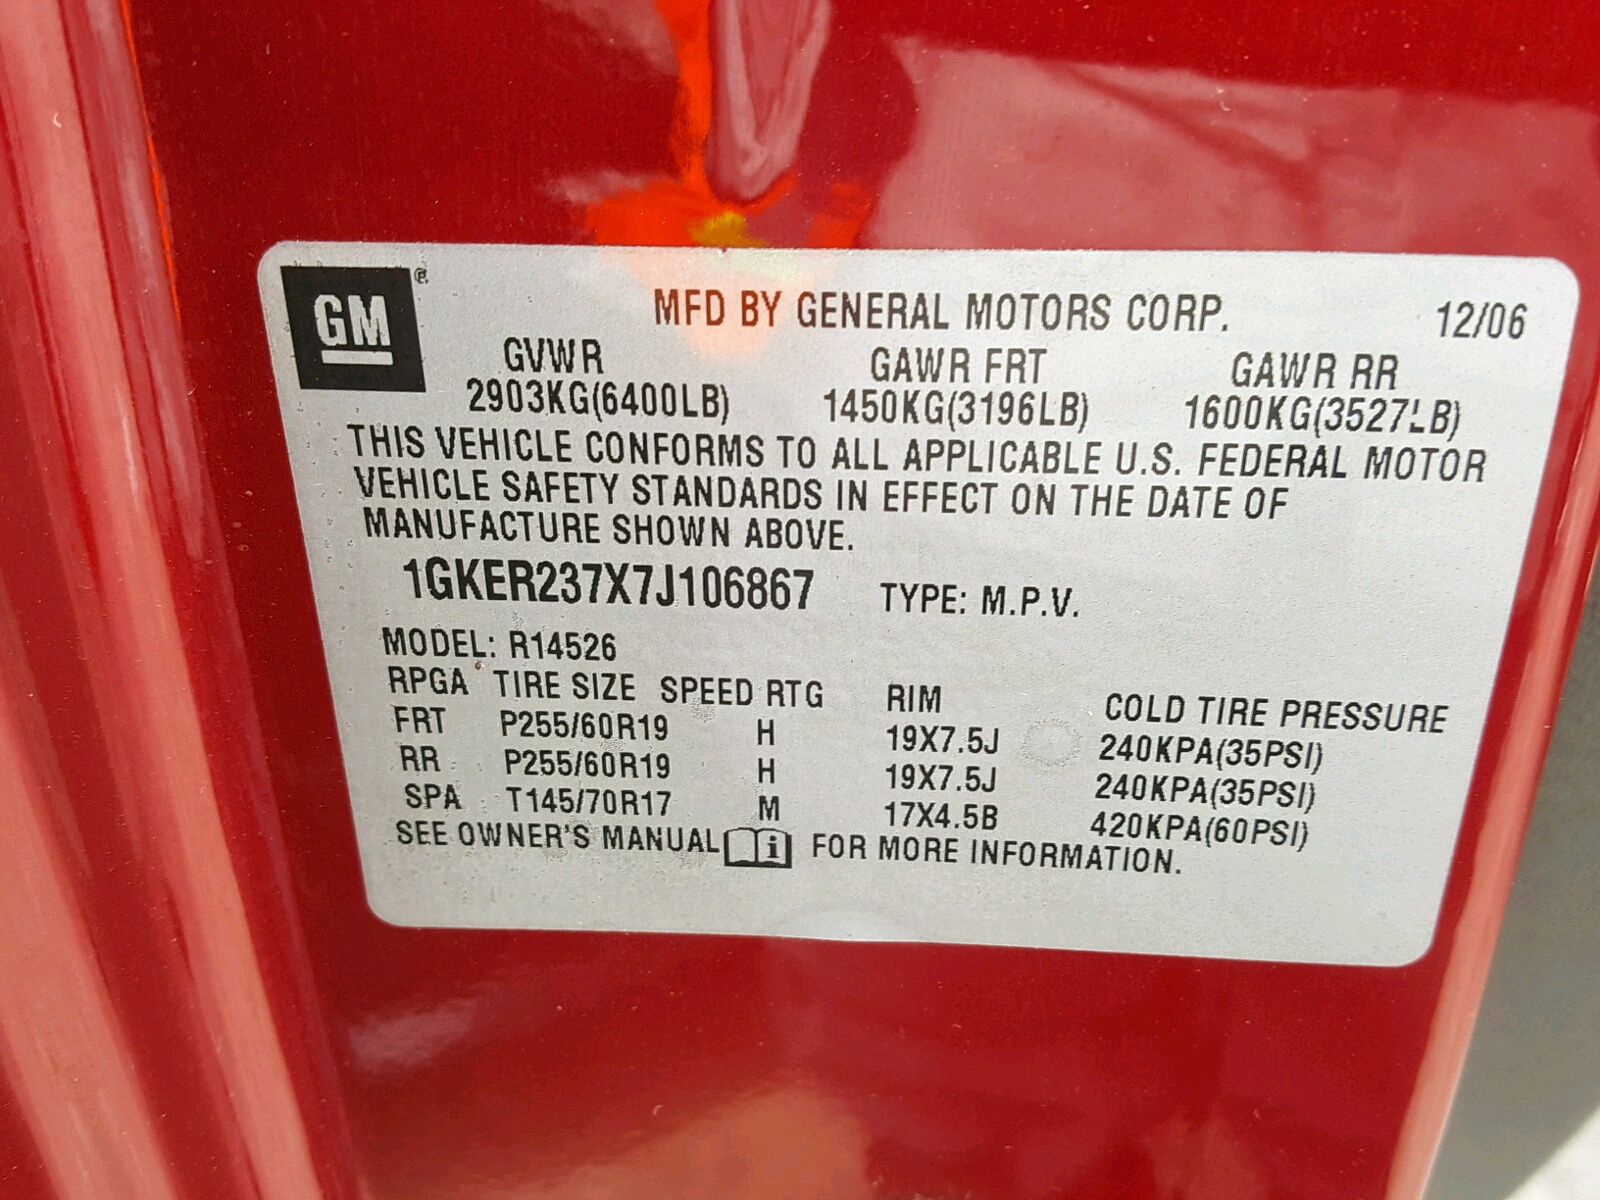 GM ®
MFD BY GENERAL MOTORS CORP. 12/06
GVWR GAWR FRT GAWR RR
2903KG(6400LB) 1450KG(3196LB) 1600KG(3527LB)
THIS VEHICLE CONFORMS TO ALL APPLICABLE U.S. FEDERAL MOTOR
VEHICLE SAFETY STANDARDS IN EFFECT ON THE DATE OF
MANUFACTURE SHOWN ABOVE.
1GKER237X7J106867 TYPE: M.P.V.
MODEL: R14526
RPGA TIRE SIZE SPEED RTG RIM COLD TIRE PRESSURE
FRT P255/60R19 H 19X7.5J 240KPA(35PSI)
RR P255/60R19 H 19X7.5J 240KPA(35PSI)
SPA T145/70R17 M 17X4.5B 420KPA(60PSI)
SEE OWNER'S MANUAL i FOR MORE INFORMATION.